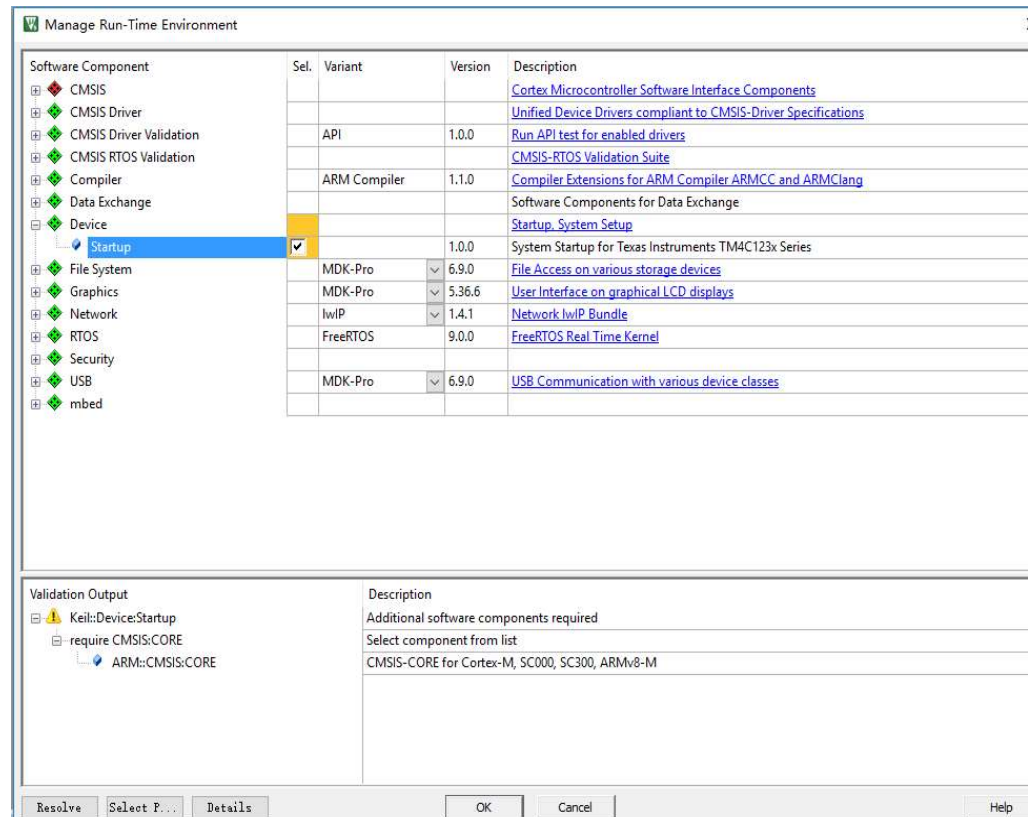 Manage Run-Time Environment
Software Component Sel. Variant Version Description
CMSIS Cortex Microcontroller Software Interface Components
CMSIS Driver Unified Device Drivers compliant to CMSIS-Driver Specifications
CMSIS Driver Validation API 1.0.0 Run API test for enabled drivers
CMSIS RTOS Validation CMSIS-RTOS Validation Suite
Compiler ARM Compiler 1.1.0 Compiler Extensions for ARM Compiler ARMCC and ARMClang
Data Exchange Software Components for Data Exchange
Device Startup, System Setup
Startup 1.0.0 System Startup for Texas Instruments TM4C123x Series
File System MDK-Pro 6.9.0 File Access on various storage devices
Graphics MDK-Pro 5.36.6 User Interface on graphical LCD displays
Network lwIP 1.4.1 Network lwIP Bundle
RTOS FreeRTOS 9.0.0 FreeRTOS Real Time Kernel
Security
USB MDK-Pro 6.9.0 USB Communication with various device classes
mbed
Validation Output Description
Keil::Device:Startup Additional software components required
require CMSIS:CORE Select component from list
ARM::CMSIS:CORE CMSIS-CORE for Cortex-M, SC000, SC300, ARMv8-M
Resolve Select P... Details OK Cancel Help